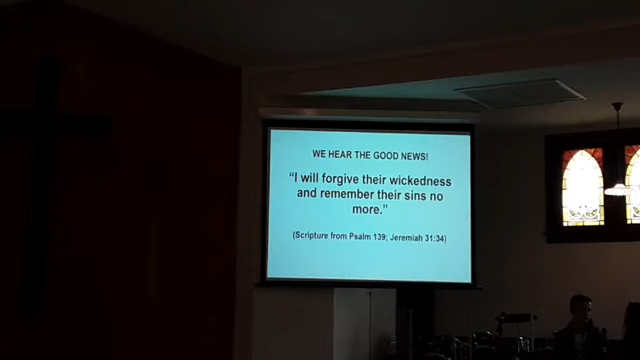 WE HEAR THE GOOD NEWS!
“I will forgive their wickedness
and remember their sins no
more.”
(Scripture from Psalm 139; Jeremiah 31:34)